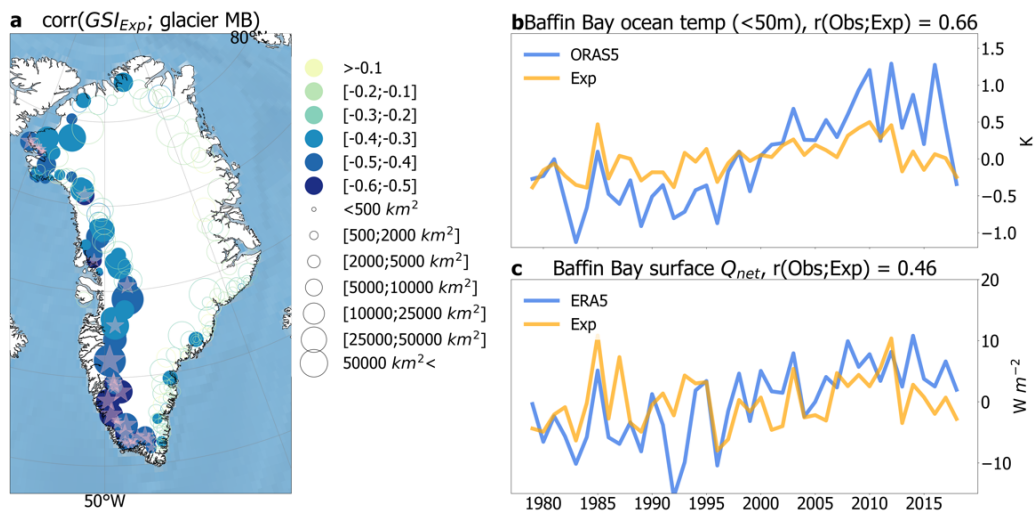 a corr(GSI_Exp; glacier MB)
80°
50°W
>-0.1
[-0.2;-0.1]
[-0.3;-0.2]
[-0.4;-0.3]
[-0.5;-0.4]
[-0.6;-0.5]
<500 km²
[500;2000 km²]
[2000;5000 km²]
[5000;10000 km²]
[10000;25000 km²]
[25000;50000 km²]
50000 km²<
b Baffin Bay ocean temp (<50m), r(Obs;Exp) = 0.66
ORAS5
Exp
1.5
1.0
0.5
0.0
-0.5
-1.0
K
c Baffin Bay surface Q_net, r(Obs;Exp) = 0.46
ERA5
Exp
20
10
0
-10
W m⁻²
1980 1985 1990 1995 2000 2005 2010 2015